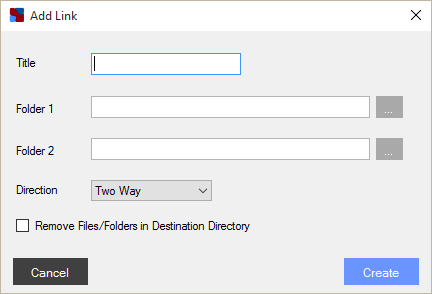 Add Link
Title
Folder 1
...
Folder 2
...
Direction
Two Way
Remove Files/Folders in Destination Directory
Cancel
Create